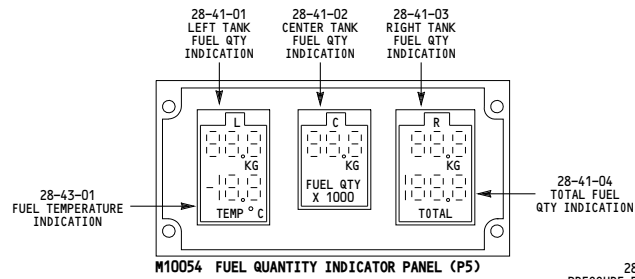 28-41-01
LEFT TANK
FUEL QTY
INDICATION
28-41-02
CENTER TANK
FUEL QTY
INDICATION
28-41-03
RIGHT TANK
FUEL QTY
INDICATION
L
KG
TEMP °C
C
KG
FUEL QTY
X 1000
R
KG
TOTAL
28-43-01
FUEL TEMPERATURE
INDICATION
28-41-04
TOTAL FUEL
QTY INDICATION
M10054 FUEL QUANTITY INDICATOR PANEL (P5)
28